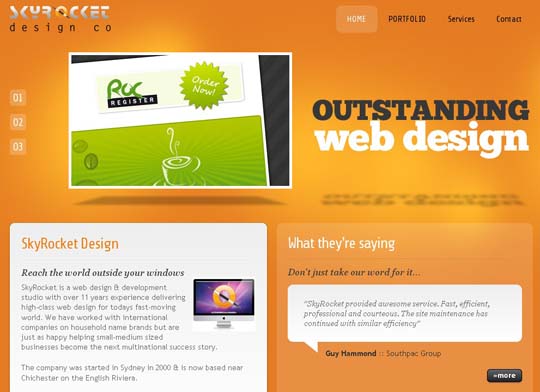 SKYROCKET
design co
HOME PORTFOLIO Services Contact
01
02
03
ROC
REGISTER
Order
Now!
OUTSTANDING
web design
SkyRocket Design
Reach the world outside your windows
SkyRocket is a web design & development
studio with over 11 years experience delivering
high-class web design for todays fast-moving
world. We have worked with International
companies on household name brands but are
just as happy helping small-medium sized
businesses become the next multinational success story.
The company was started in Sydney in 2000 & is now based near
Chichester on the English Riviera.
What they're saying
Don't just take our word for it...
"SkyRocket provided awesome service. Fast, efficient,
professional and courteous. The site maintenance has
continued with similar efficiency"
Guy Hammond :: Southpac Group
»more